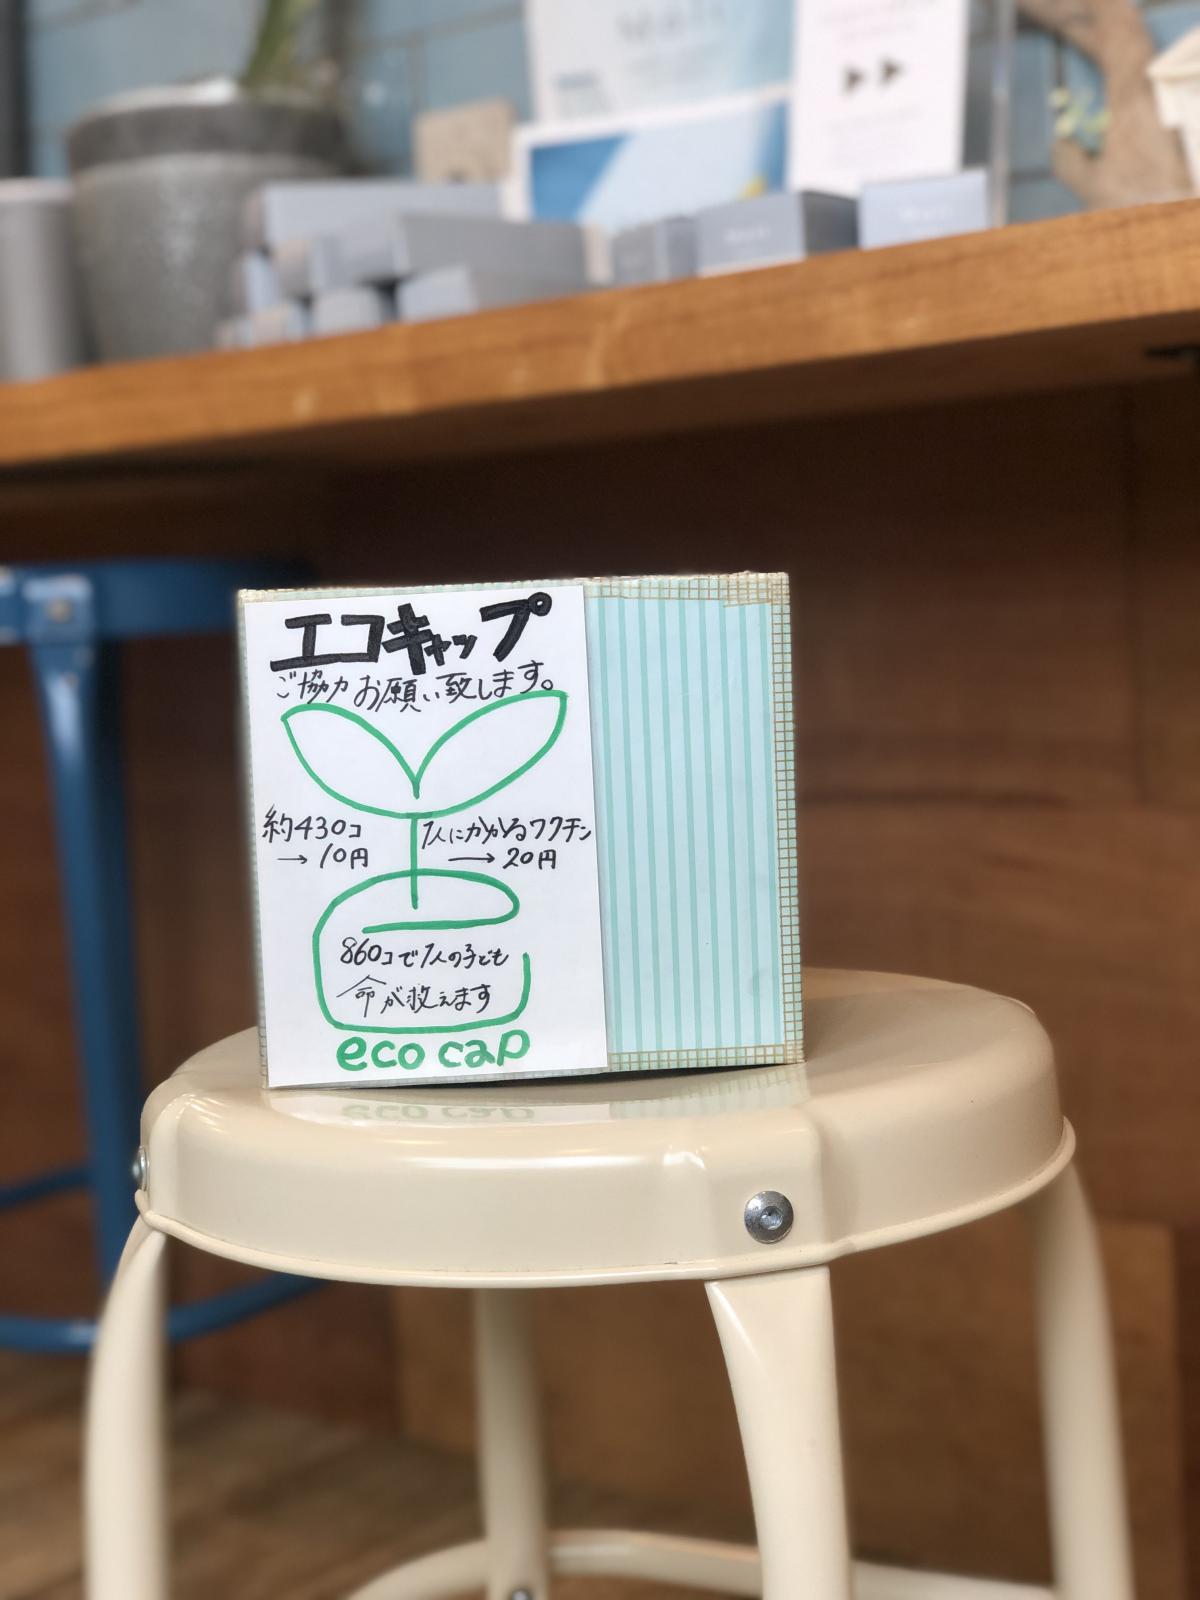 エコキャップ
ご協力お願い致します。
約430コ
→10円
1人にかかるワクチン
→20円
860コで1人の子ども
命が救えます
eco cap